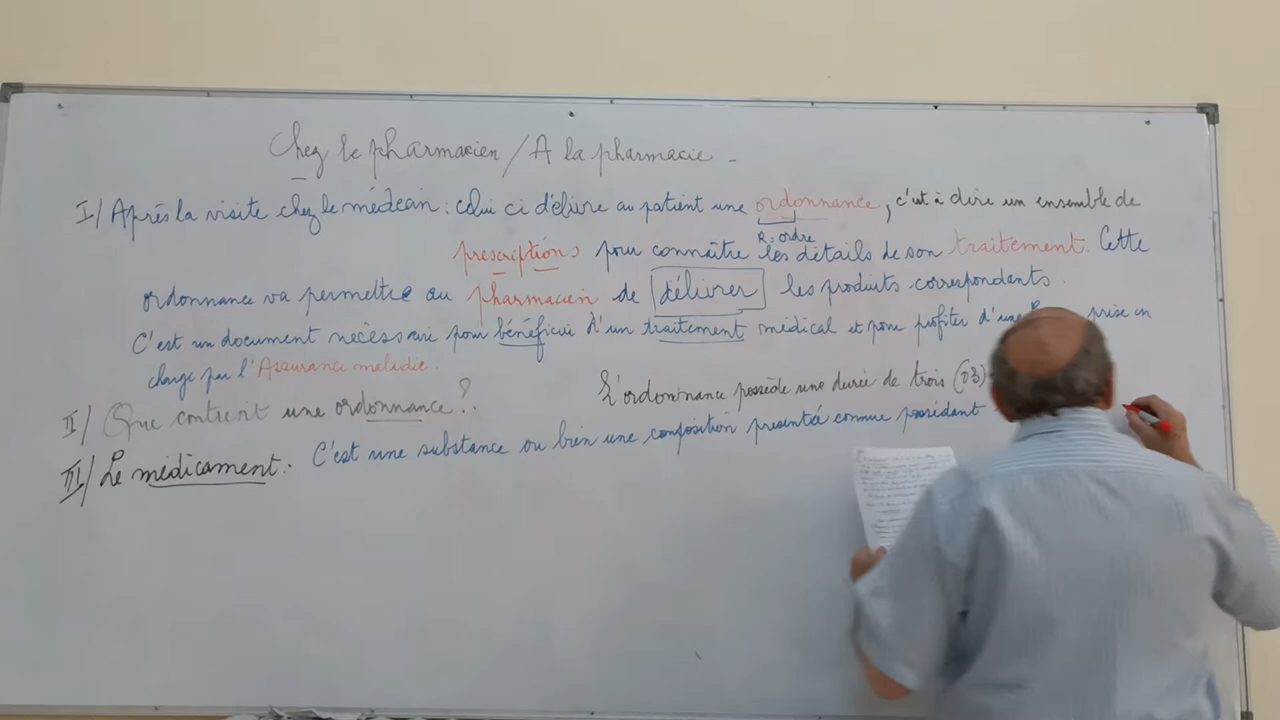 Chez le pharmacien / A la pharmacie -
I/ Après la visite chez le médecin : celui ci délivre au patient une ordonnance, c'est à dire un ensemble de
R = ordre
prescriptions pour connaître les détails de son traitement. Cette
ordonnance va permettre au pharmacien de délivrer les produits correspondants.
C'est un document nécessaire pour bénéficier d'un traitement médical et pour profiter d'une prise en
charge par l'Assurance maladie.
II/ Que contient une ordonnance ?. L'ordonnance possède une durée de trois (03)
III/ Le médicament. C'est une substance ou bien une composition presentée comme possédant